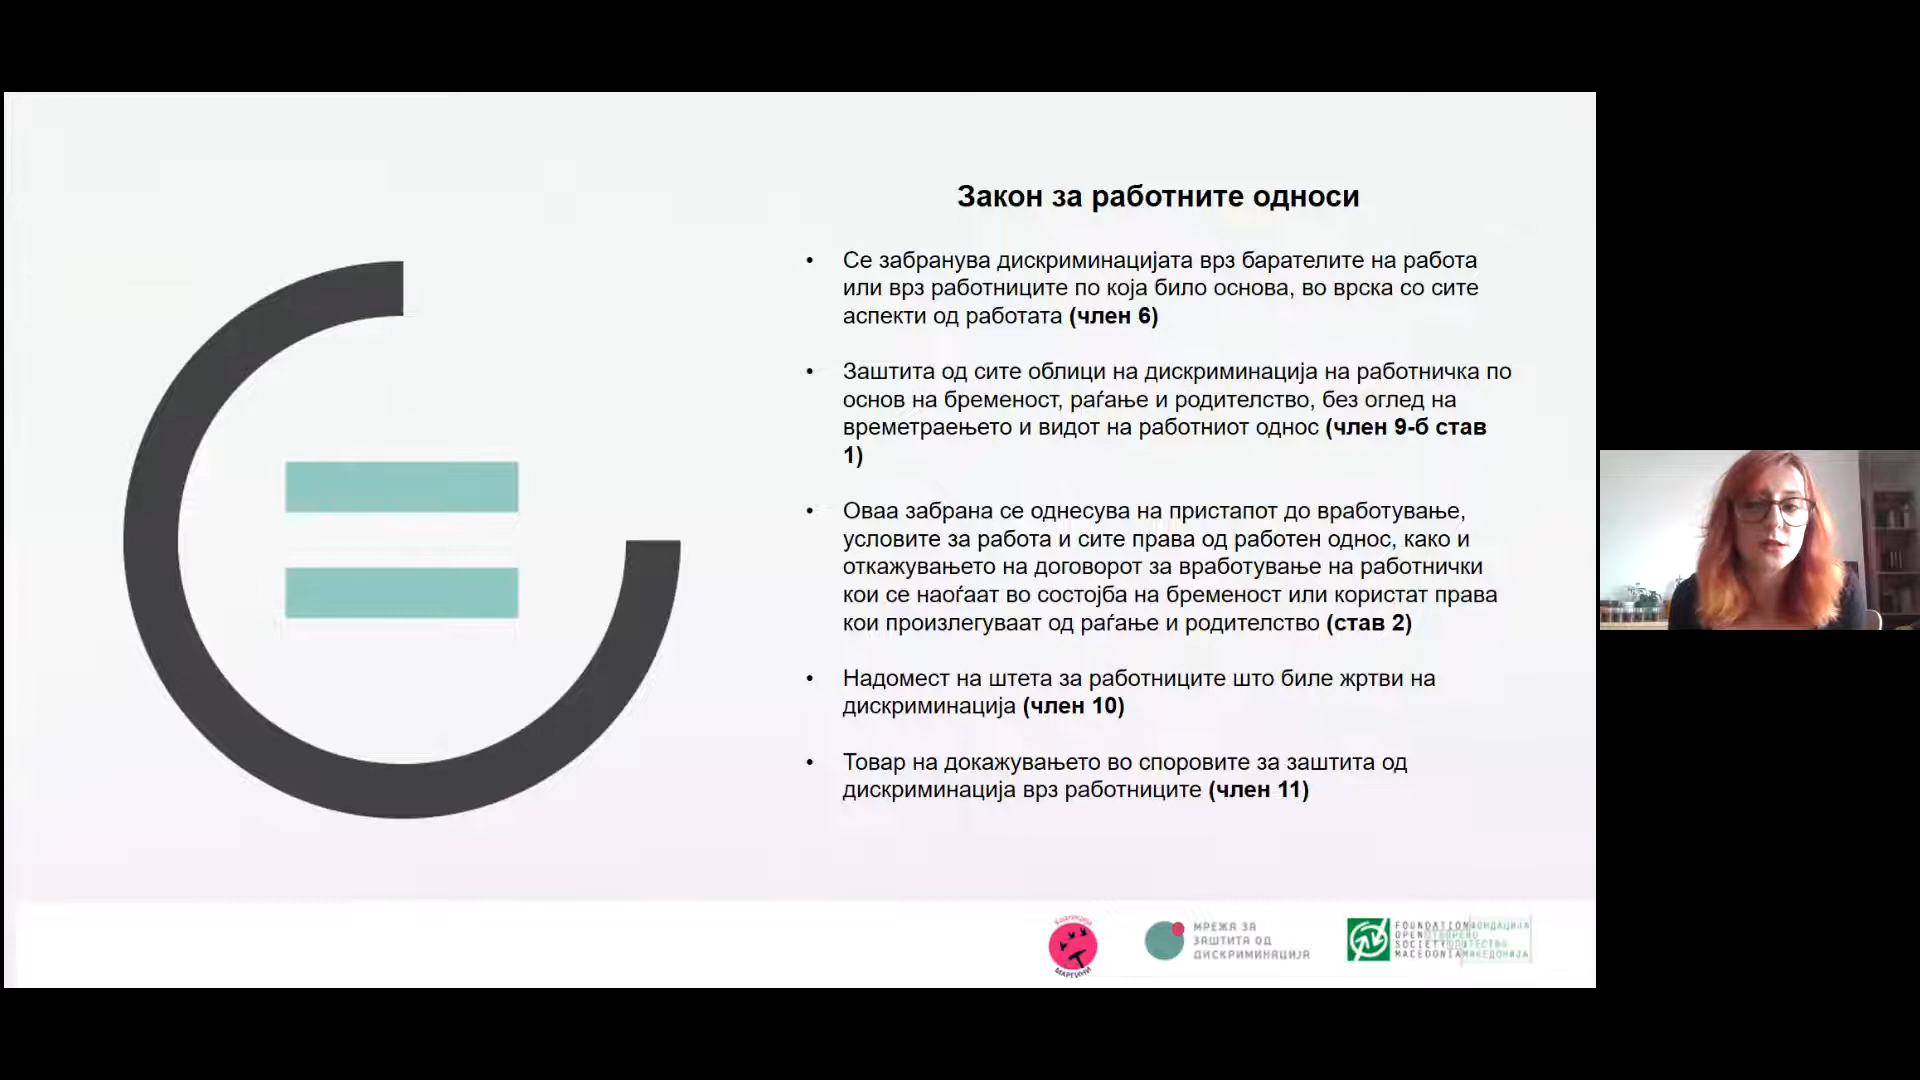 Закон за работните односи
• Се забранува дискриминацијата врз барателите на работа
или врз работниците по која било основа, во врска со сите
аспекти од работата (член 6)
• Заштита од сите облици на дискриминација на работничка по
основ на бременост, раѓање и родителство, без оглед на
времетраењето и видот на работниот однос (член 9-б став
1)
• Оваа забрана се однесува на пристапот до вработување,
условите за работа и сите права од работен однос, како и
откажувањето на договорот за вработување на работнички
кои се наоѓаат во состојба на бременост или користат права
кои произлегуваат од раѓање и родителство (став 2)
• Надомест на штета за работниците што биле жртви на
дискриминација (член 10)
• Товар на докажувањето во споровите за заштита од
дискриминација врз работниците (член 11)
Коалиција
МАРГИНИ
МРЕЖА ЗА
ЗАШТИТА ОД
ДИСКРИМИНАЦИЈА
FOUNDATION ФОНДАЦИЈА
OPEN ОТВОРЕНО
SOCIETY ОПШТЕСТВО
MACEDONIA МАКЕДОНИЈА